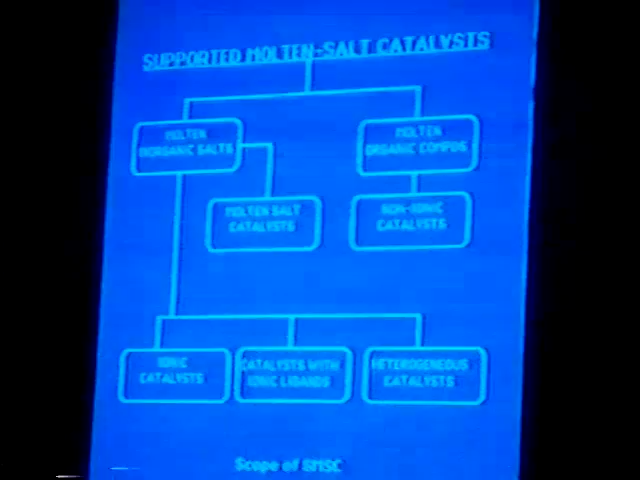 SUPPORTED MOLTEN-SALT CATALYSTS
MOLTEN
INORGANIC SALTS
MOLTEN
ORGANIC COMPDS
MOLTEN SALT
CATALYSTS
NON-IONIC
CATALYSTS
IONIC
CATALYSTS
CATALYSTS WITH
IONIC LIGANDS
HETEROGENEOUS
CATALYSTS
Scope of SMSC